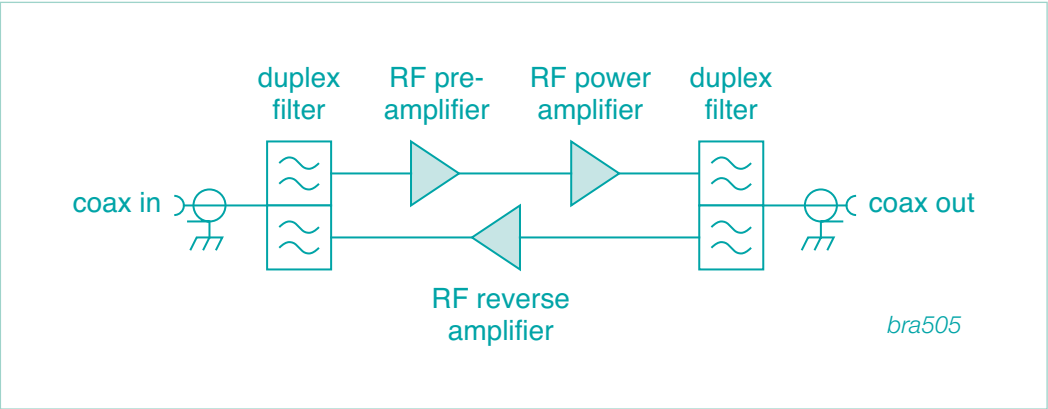 duplex
filter
RF pre-
amplifier
RF power
amplifier
duplex
filter
coax in
coax out
RF reverse
amplifier
bra505